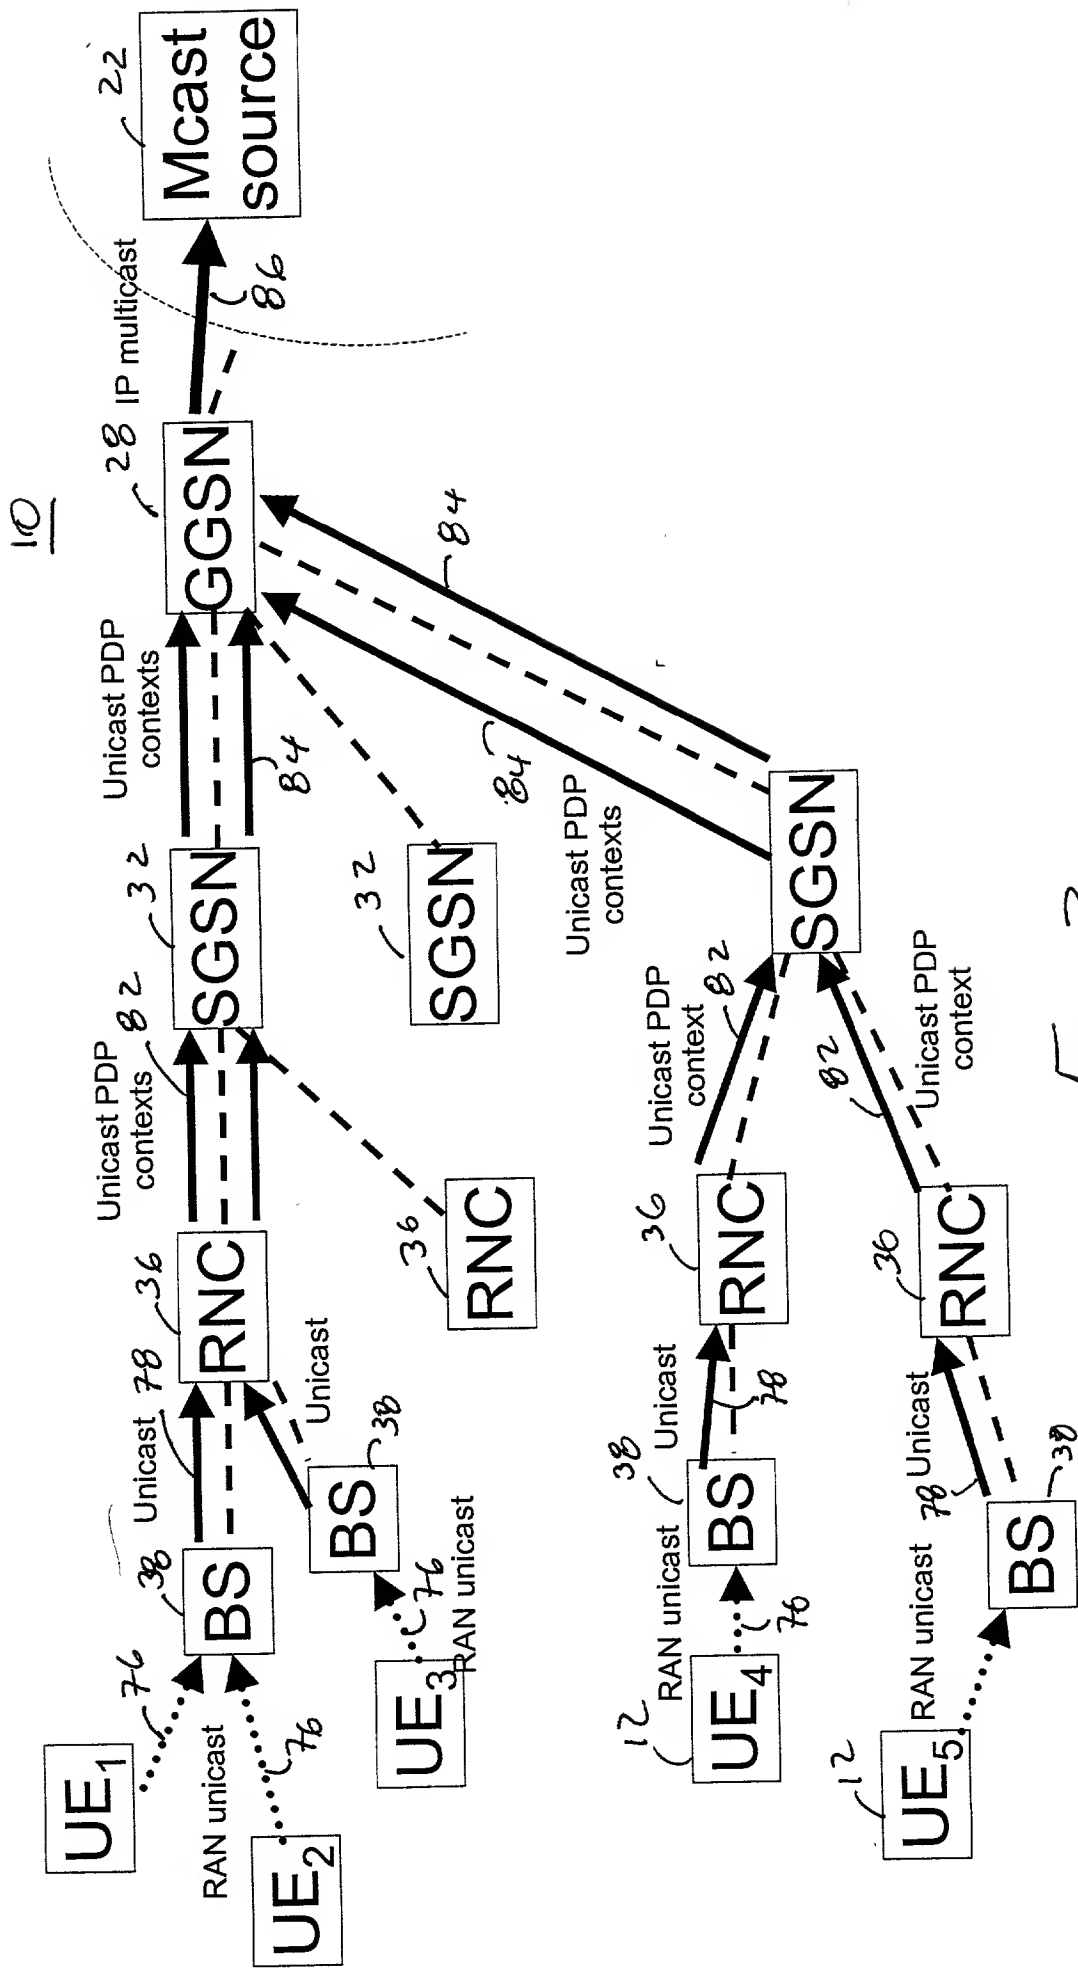 10
Mcast
source
22
IP multicast
86
GGSN
28
Unicast PDP
contexts
84
84
84
Unicast PDP
contexts
SGSN
32
SGSN
32
SGSN
Unicast PDP
contexts
82
Unicast PDP
context
82
82
Unicast PDP
context
RNC
36
RNC
36
RNC
36
RNC
36
Unicast
78
Unicast
Unicast
78
Unicast
78
BS
38
BS
38
BS
38
BS
38
RAN unicast
76
76
RAN unicast
76
RAN unicast
76
RAN unicast
UE1
UE2
UE3
UE4
12
UE5
12